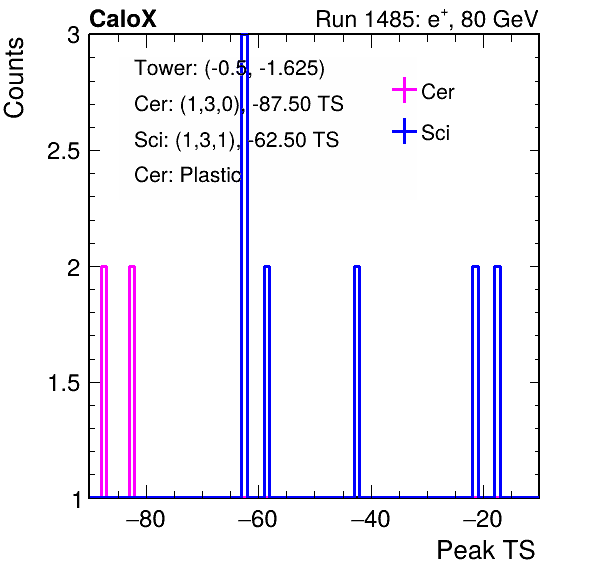 CaloX Run 1485: e⁺, 80 GeV
Counts
3
Tower: (-0.5, -1.625)
Cer: (1,3,0), -87.50 TS
Sci: (1,3,1), -62.50 TS
Cer: Plastic
Cer
Sci
2.5
2
1.5
1
−80 −60 −40 −20
Peak TS